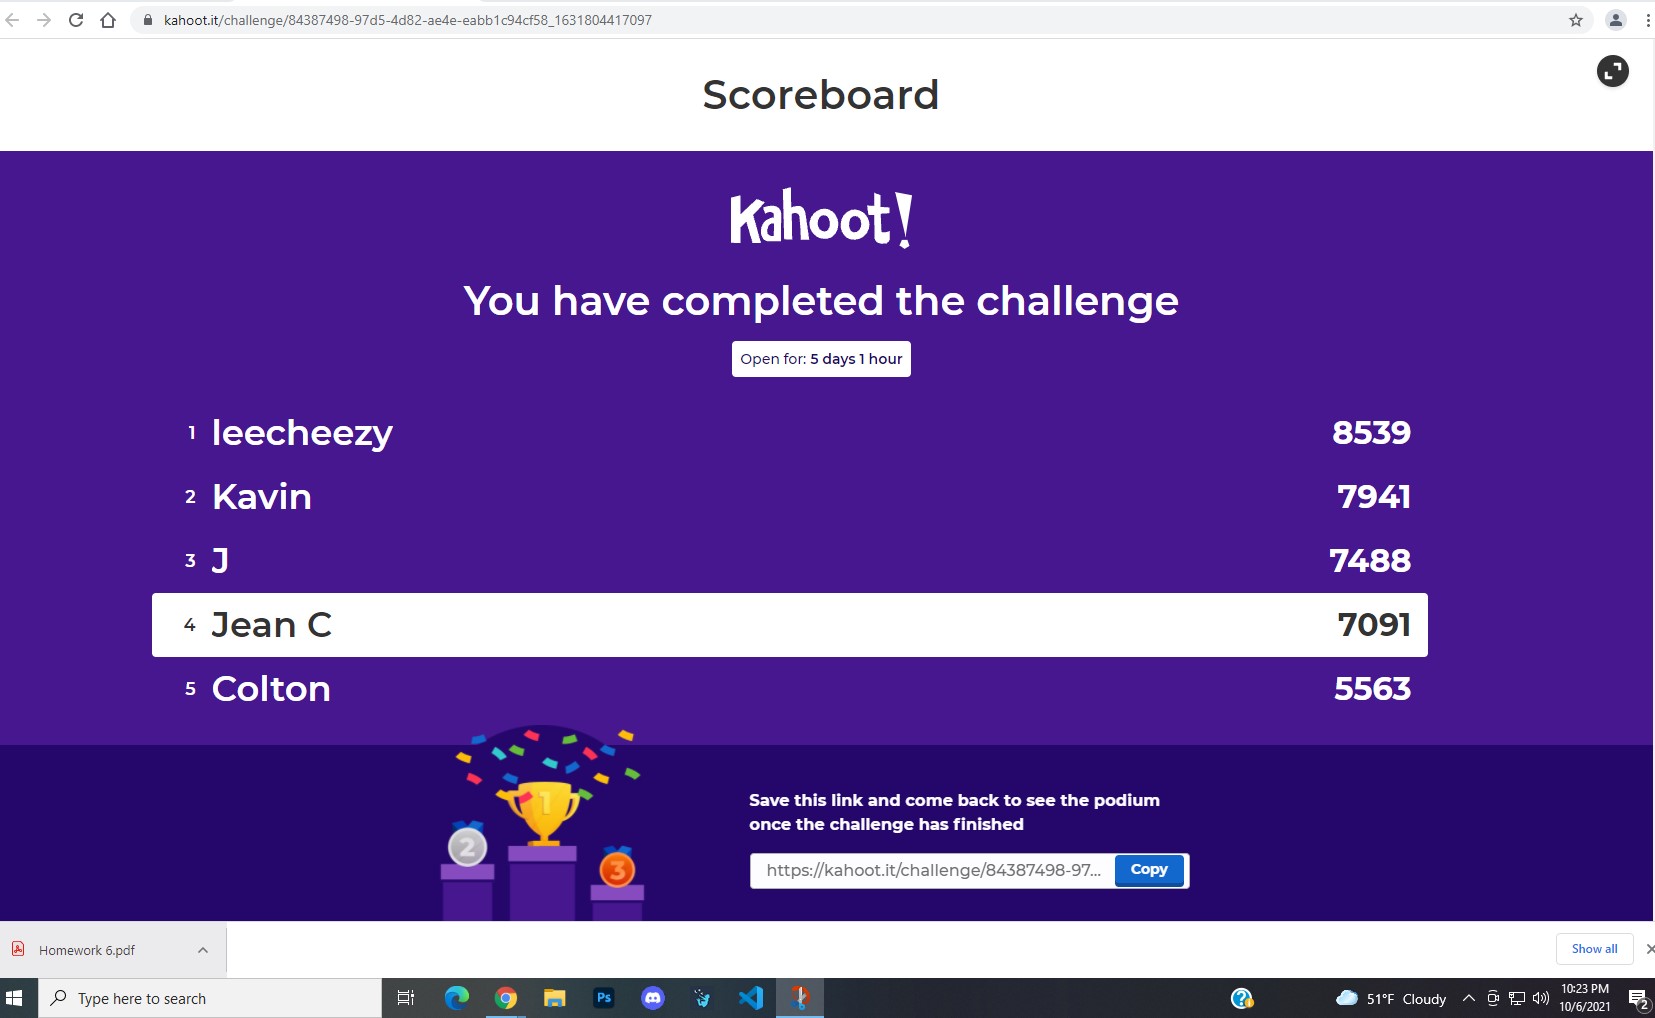 kahoot.it/challenge/84387498-97d5-4d82-ae4e-eabb1c94cf58_1631804417097
Scoreboard
Kahoot!
You have completed the challenge
Open for: 5 days 1 hour
1 leecheezy 8539
2 Kavin 7941
3 J 7488
4 Jean C 7091
5 Colton 5563
1
2
3
Save this link and come back to see the podium
once the challenge has finished
https://kahoot.it/challenge/84387498-97... Copy
Homework 6.pdf
Show all
Type here to search
Ps
51°F Cloudy
10:23 PM
10/6/2021
2